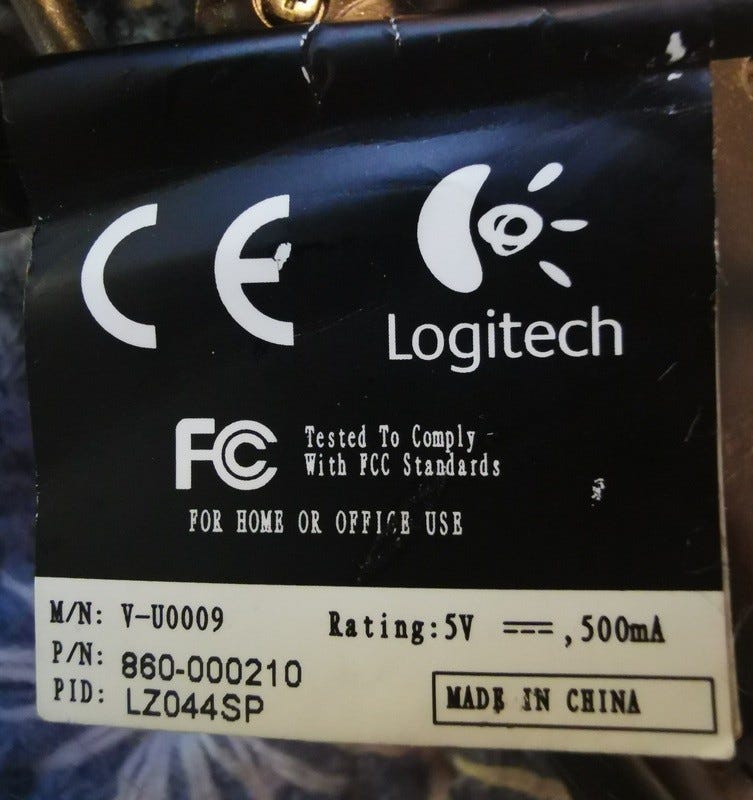 CE
Logitech
FC Tested To Comply
With FCC Standards
FOR HOME OR OFFICE USE
M/N: V-U0009
Rating:5V ⎓,500mA
P/N: 860-000210
PID: LZ044SP
MADE IN CHINA